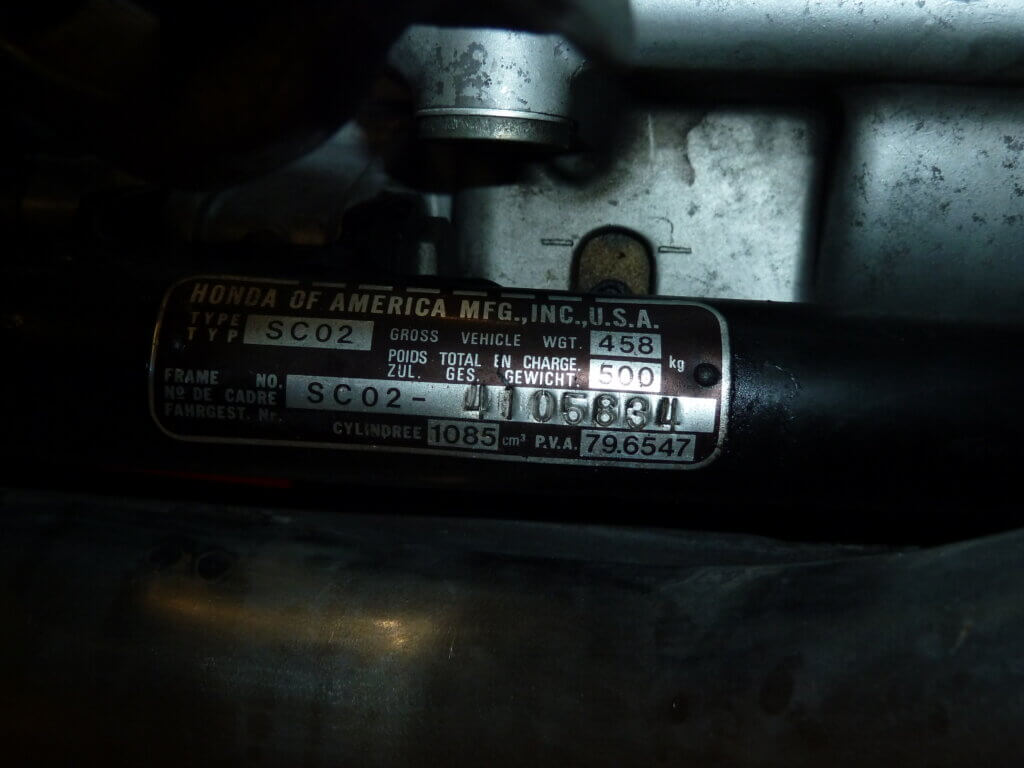 HONDA OF AMERICA MFG.,INC.,U.S.A.
TYPE
TYP SC02 GROSS VEHICLE WGT. 458 kg
POIDS TOTAL EN CHARGE.
ZUL. GES. GEWICHT. 500
FRAME NO.
Nº DE CADRE SC02-4105834
FAHRGEST. Nr.
CYLINDREE 1085 cm³ P.V.A. 79.6547